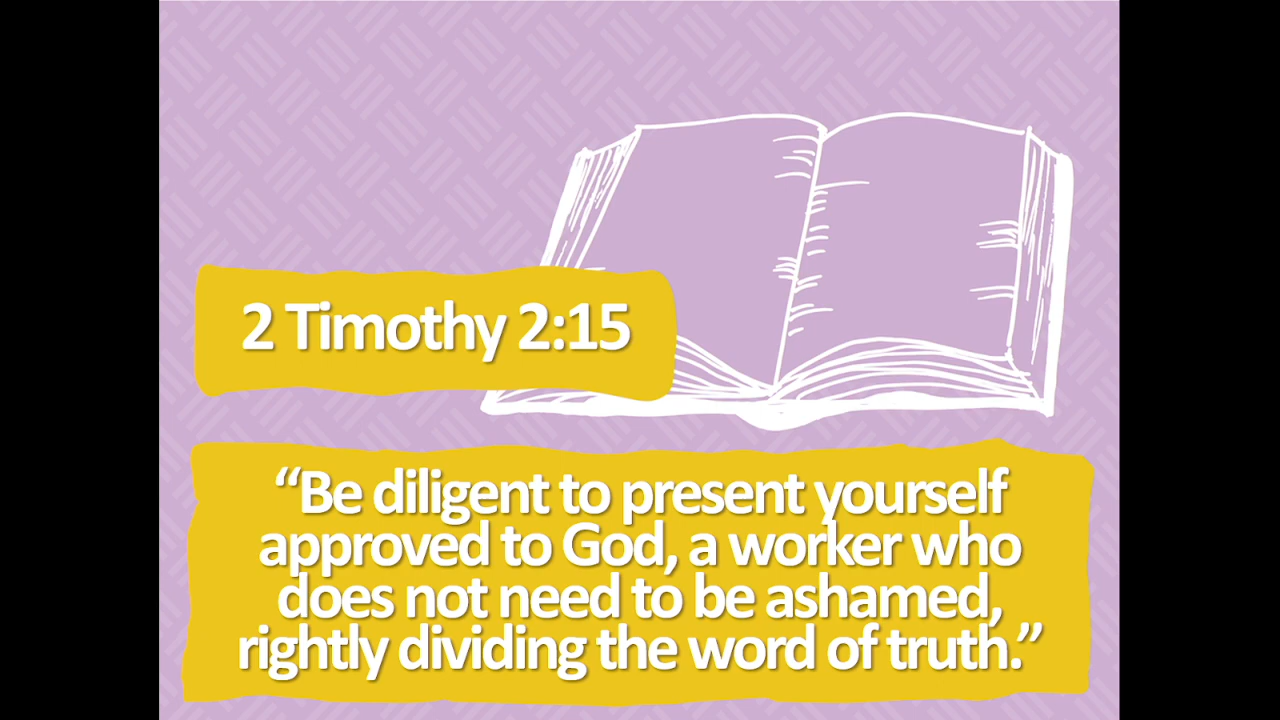 2 Timothy 2:15
“Be diligent to present yourself
approved to God, a worker who
does not need to be ashamed,
rightly dividing the word of truth.”